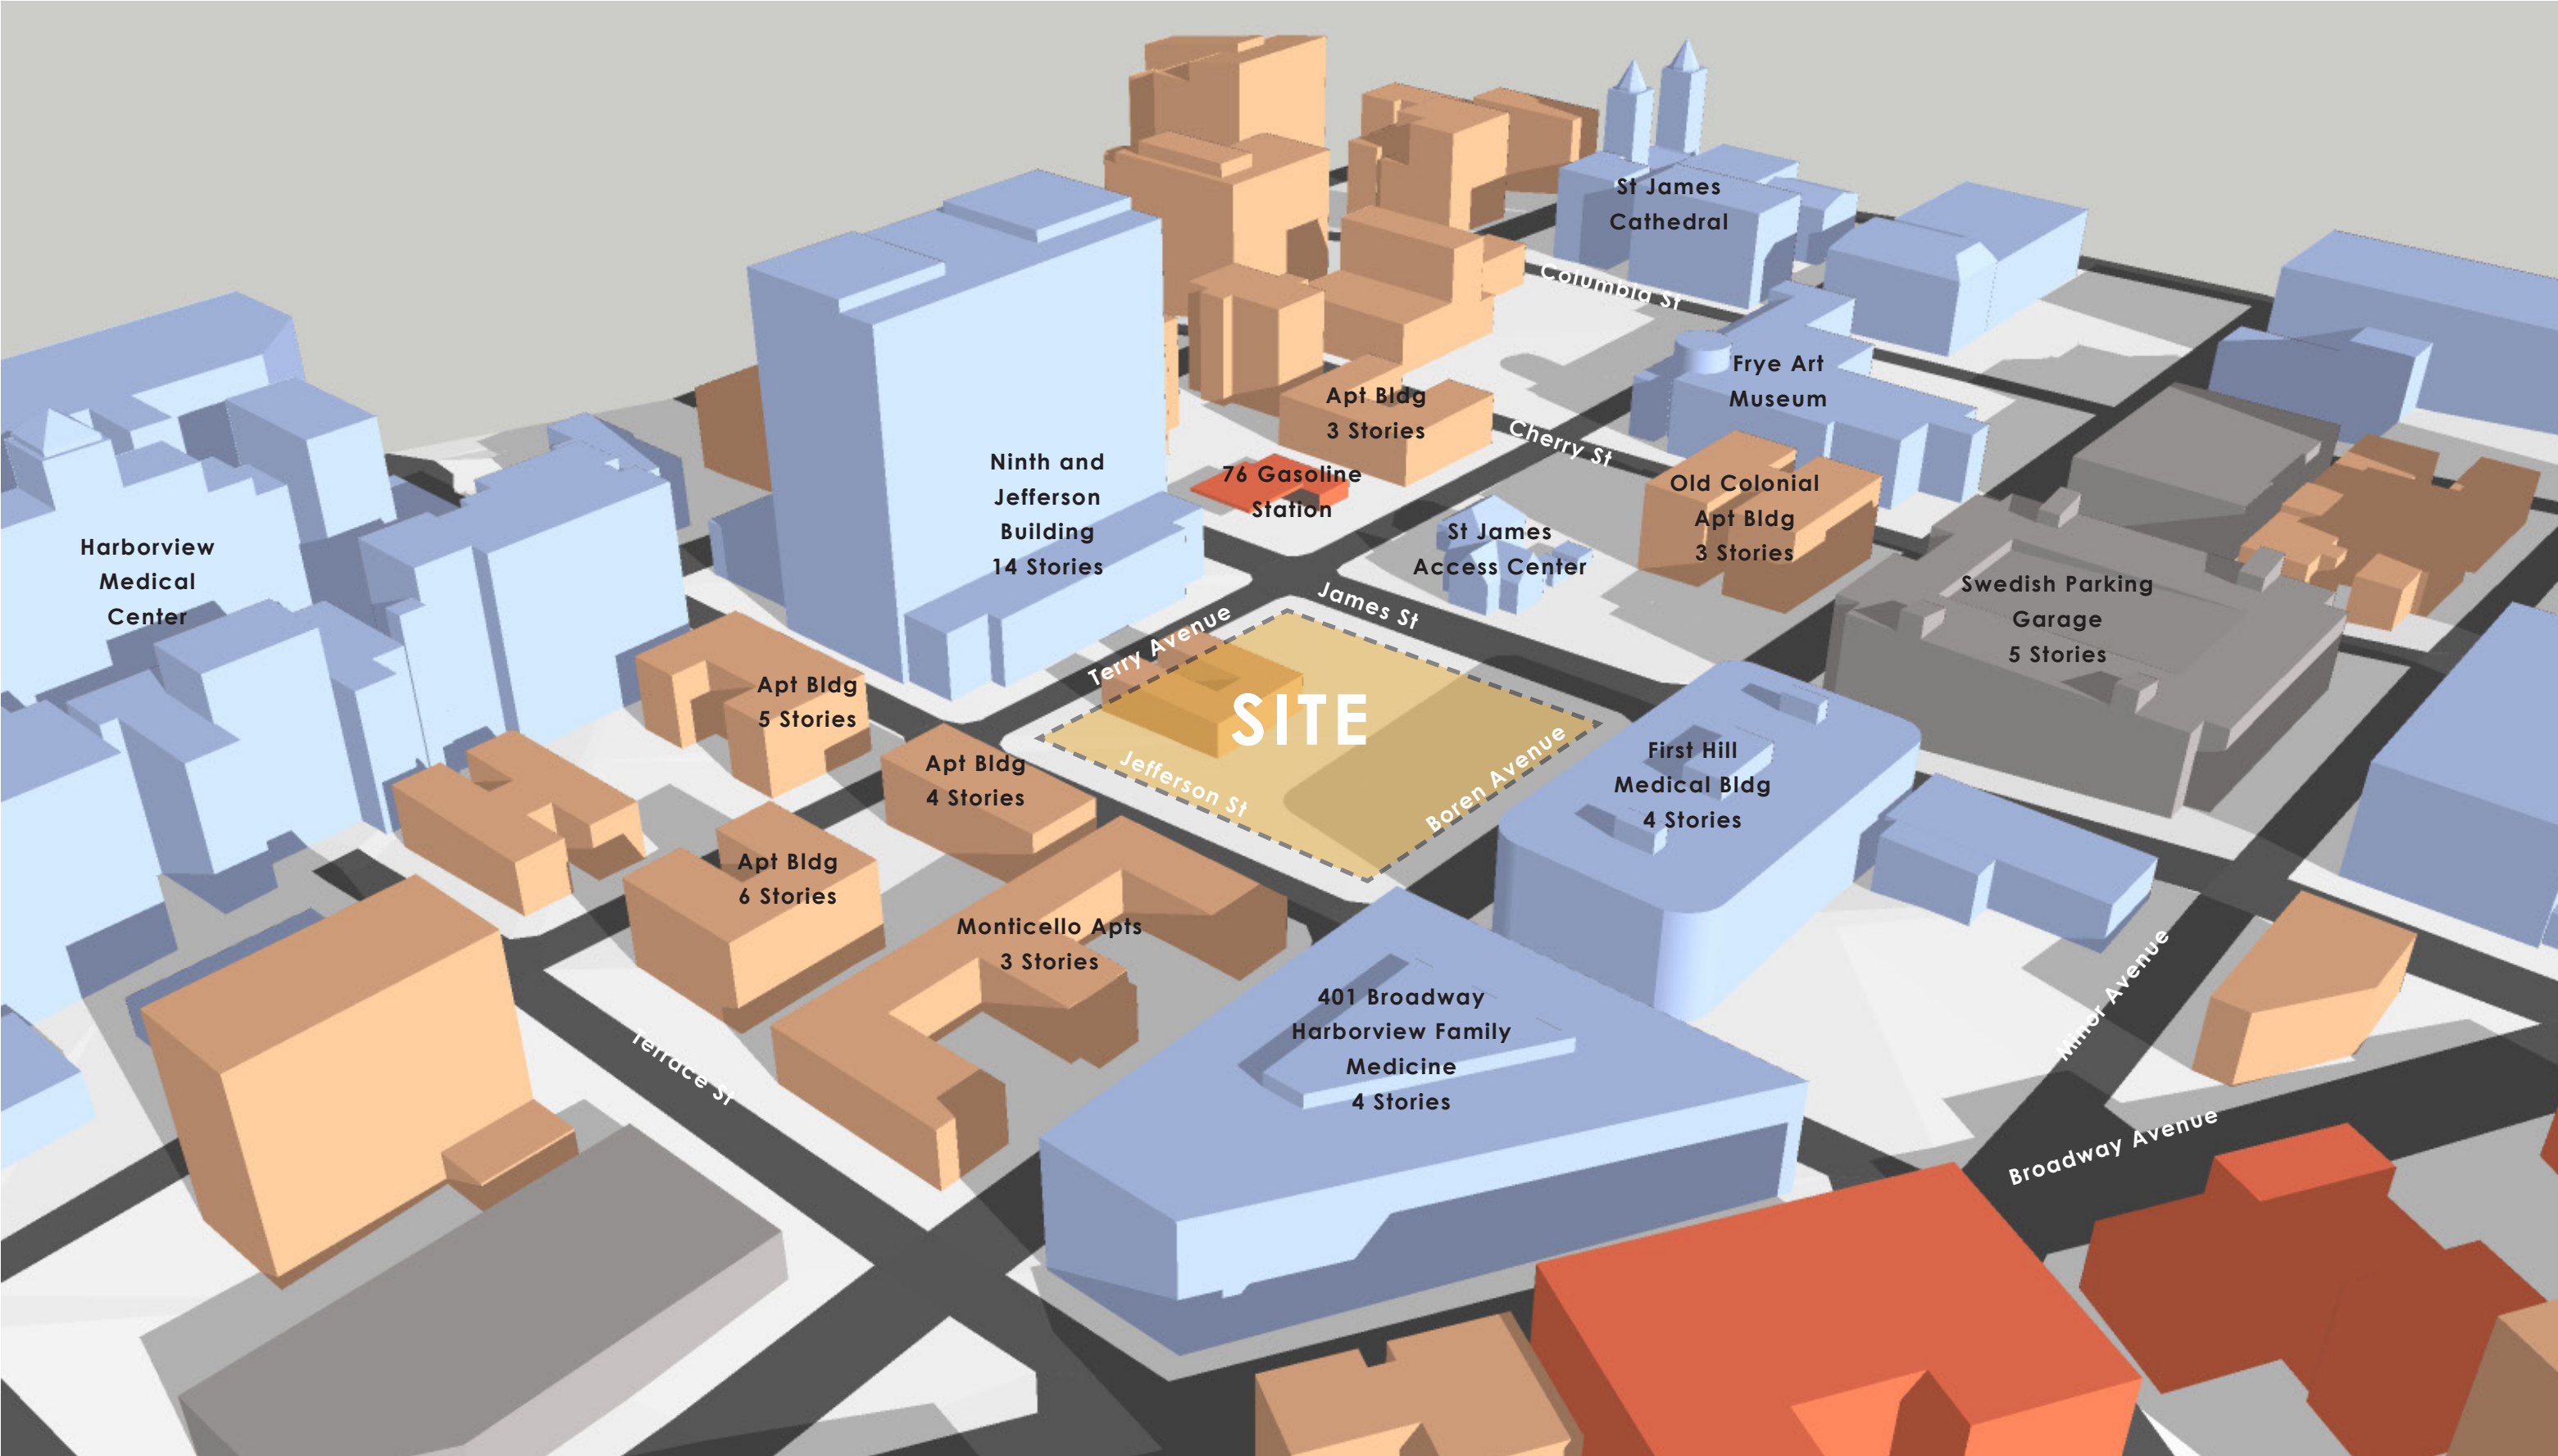 St James
Cathedral
Columbia St
Frye Art
Museum
Apt Bldg
3 Stories
Cherry St
Ninth and
Jefferson
Building
14 Stories
76 Gasoline
Station
Old Colonial
Apt Bldg
3 Stories
St James
Access Center
Harborview
Medical
Center
Swedish Parking
Garage
5 Stories
James St
Terry Avenue
Apt Bldg
5 Stories
SITE
First Hill
Medical Bldg
4 Stories
Apt Bldg
4 Stories
Jefferson St
Boren Avenue
Apt Bldg
6 Stories
Monticello Apts
3 Stories
401 Broadway
Harborview Family
Medicine
4 Stories
Minor Avenue
Terrace St
Broadway Avenue